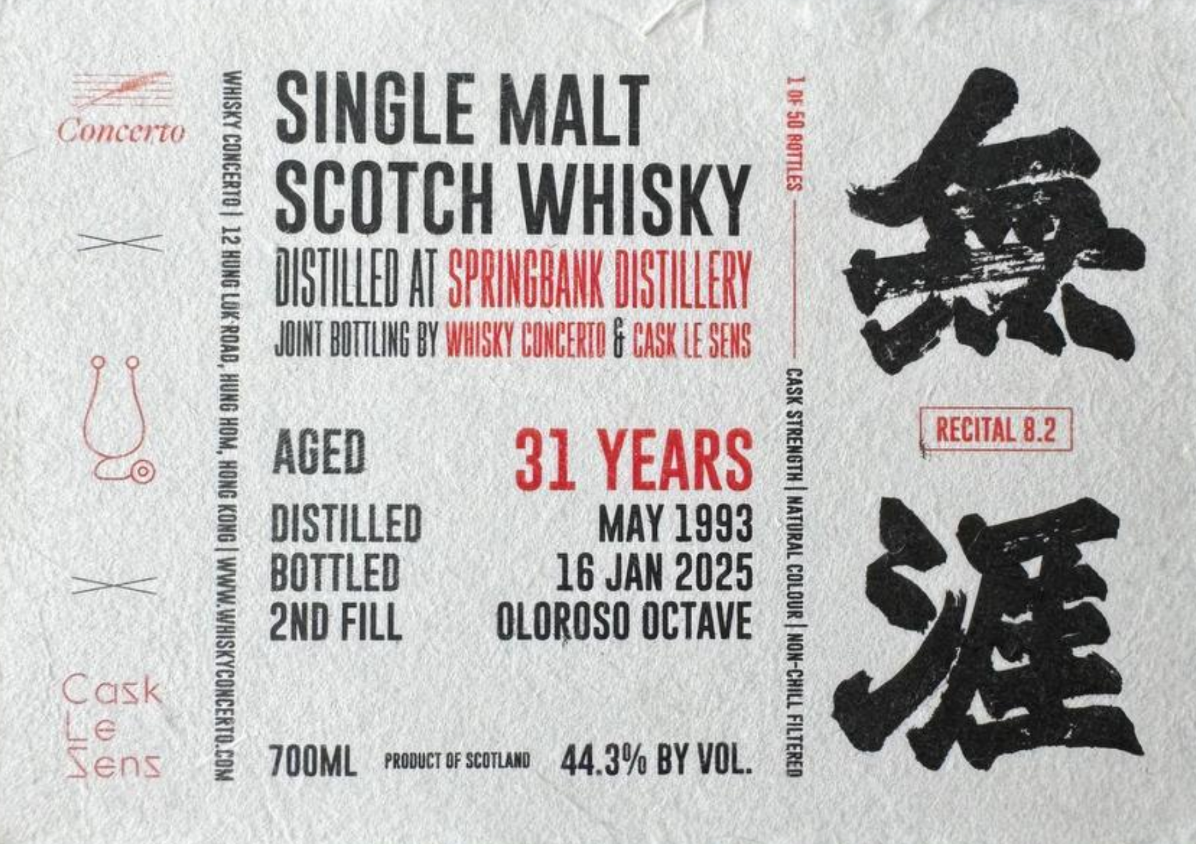 Concerto
Cask
Le
Sens
WHISKY CONCERTO | 12 HUNG LOK ROAD, HUNG HOM, HONG KONG | WWW.WHISKYCONCERTO.COM
SINGLE MALT
SCOTCH WHISKY
DISTILLED AT SPRINGBANK DISTILLERY
JOINT BOTTLING BY WHISKY CONCERTO & CASK LE SENS
AGED 31 YEARS
DISTILLED MAY 1993
BOTTLED 16 JAN 2025
2ND FILL OLOROSO OCTAVE
700ML PRODUCT OF SCOTLAND 44.3% BY VOL.
1 OF 50 BOTTLES
CASK STRENGTH | NATURAL COLOUR | NON-CHILL FILTERED
無
RECITAL 8.2
涯